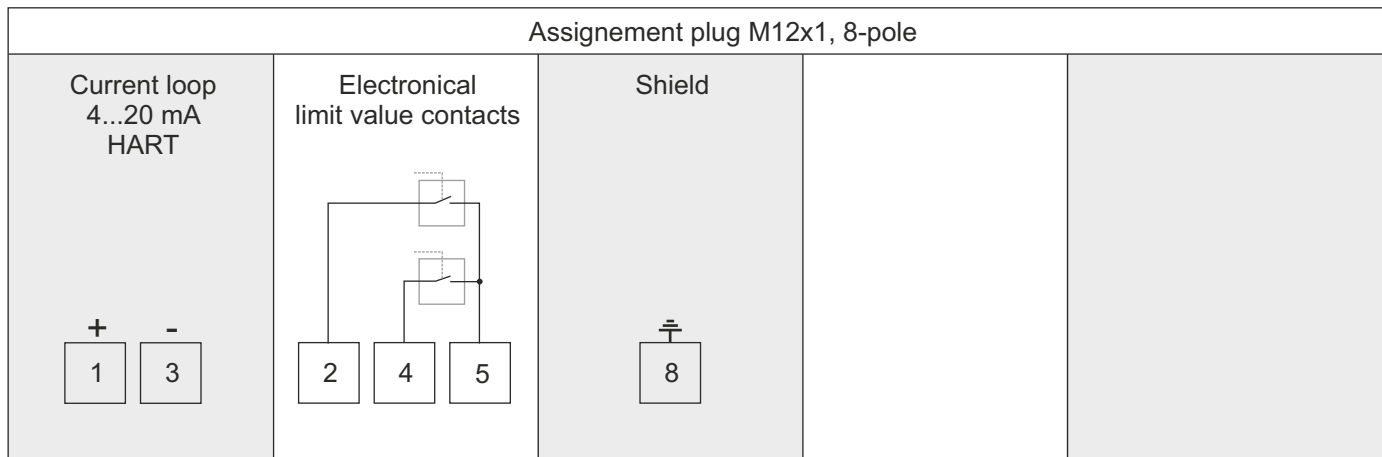 Assignement plug M12x1, 8-pole
Current loop
4...20 mA
HART
Electronical
limit value contacts
Shield
+ -
1 3
2 4 5
8